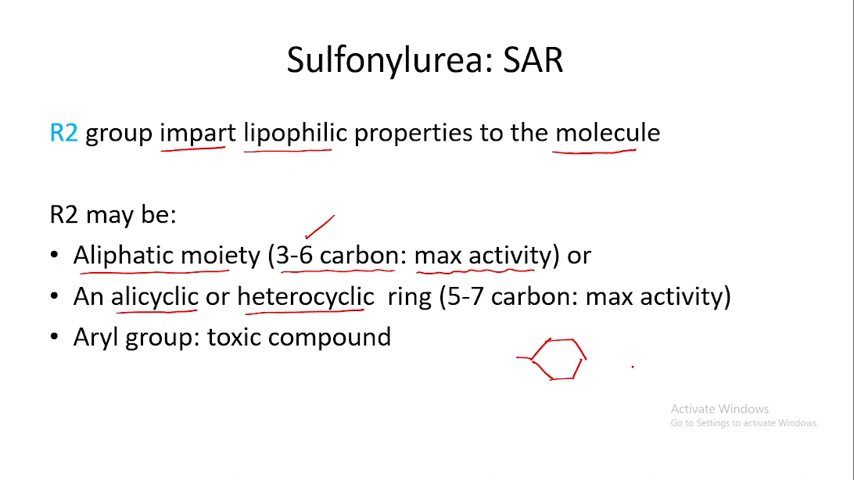 Sulfonylurea: SAR
R2 group impart lipophilic properties to the molecule
R2 may be:
• Aliphatic moiety (3-6 carbon: max activity) or
• An alicyclic or heterocyclic ring (5-7 carbon: max activity)
• Aryl group: toxic compound
Activate Windows
Go to Settings to activate Windows.